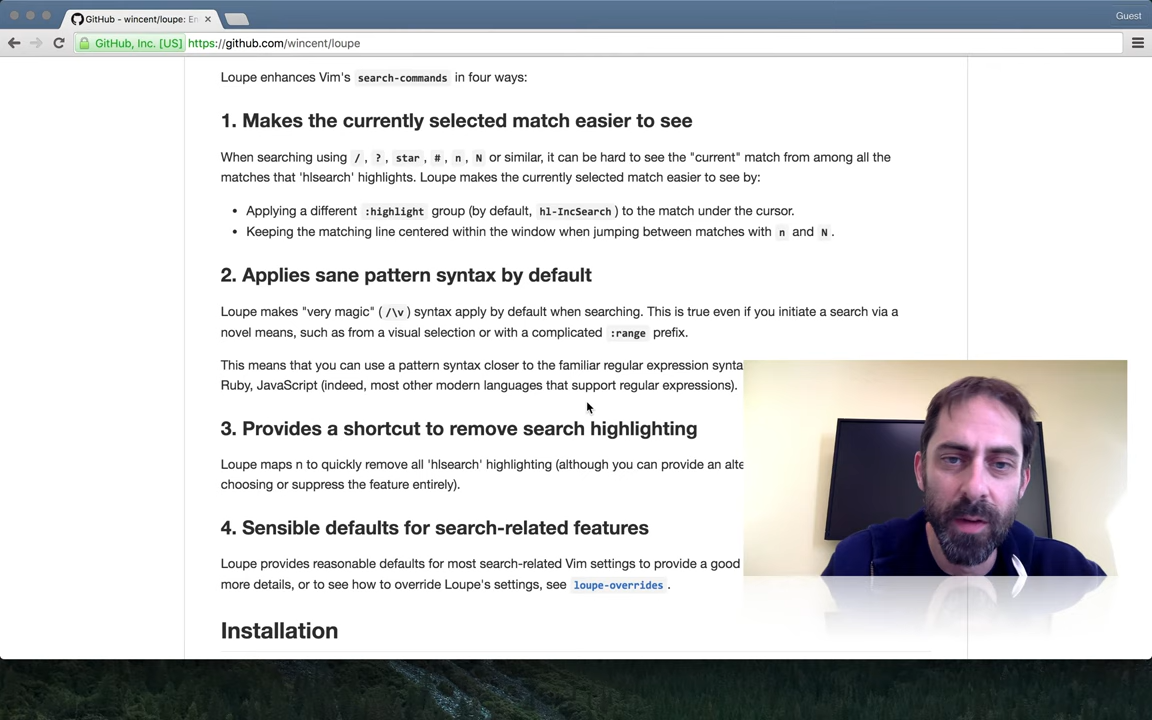 GitHub - wincent/loupe: En
Guest
GitHub, Inc. [US] https://github.com/wincent/loupe
Loupe enhances Vim's search-commands in four ways:
1. Makes the currently selected match easier to see
When searching using /, ?, star, #, n, N or similar, it can be hard to see the "current" match from among all the
matches that 'hlsearch' highlights. Loupe makes the currently selected match easier to see by:
• Applying a different :highlight group (by default, hl-IncSearch) to the match under the cursor.
• Keeping the matching line centered within the window when jumping between matches with n and N.
2. Applies sane pattern syntax by default
Loupe makes "very magic" (/\v) syntax apply by default when searching. This is true even if you initiate a search via a
novel means, such as from a visual selection or with a complicated :range prefix.
This means that you can use a pattern syntax closer to the familiar regular expression synta
Ruby, JavaScript (indeed, most other modern languages that support regular expressions).
3. Provides a shortcut to remove search highlighting
Loupe maps n to quickly remove all 'hlsearch' highlighting (although you can provide an alte
choosing or suppress the feature entirely).
4. Sensible defaults for search-related features
Loupe provides reasonable defaults for most search-related Vim settings to provide a good
more details, or to see how to override Loupe's settings, see loupe-overrides.
Installation